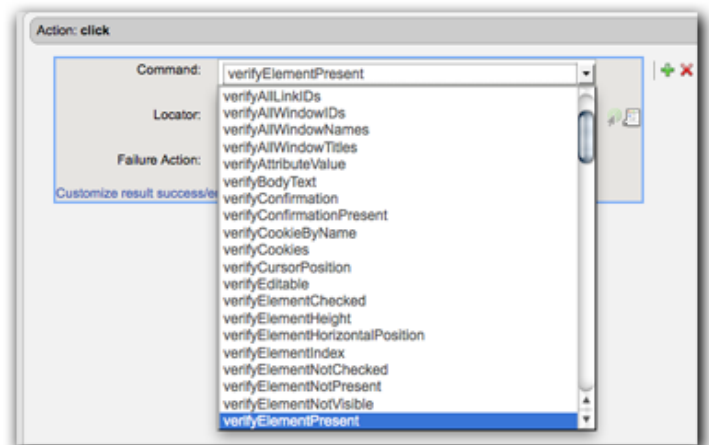 Action: click
Command: verifyElementPresent
verifyAllLinkIDs
Locator: verifyAllWindowIDs
verifyAllWindowNames
verifyAllWindowTitles
Failure Action: verifyAttributeValue
verifyBodyText
Customize result success/e verifyConfirmation
verifyConfirmationPresent
verifyCookieByName
verifyCookies
verifyCursorPosition
verifyEditable
verifyElementChecked
verifyElementHeight
verifyElementHorizontalPosition
verifyElementIndex
verifyElementNotChecked
verifyElementNotPresent
verifyElementNotVisible
verifyElementPresent